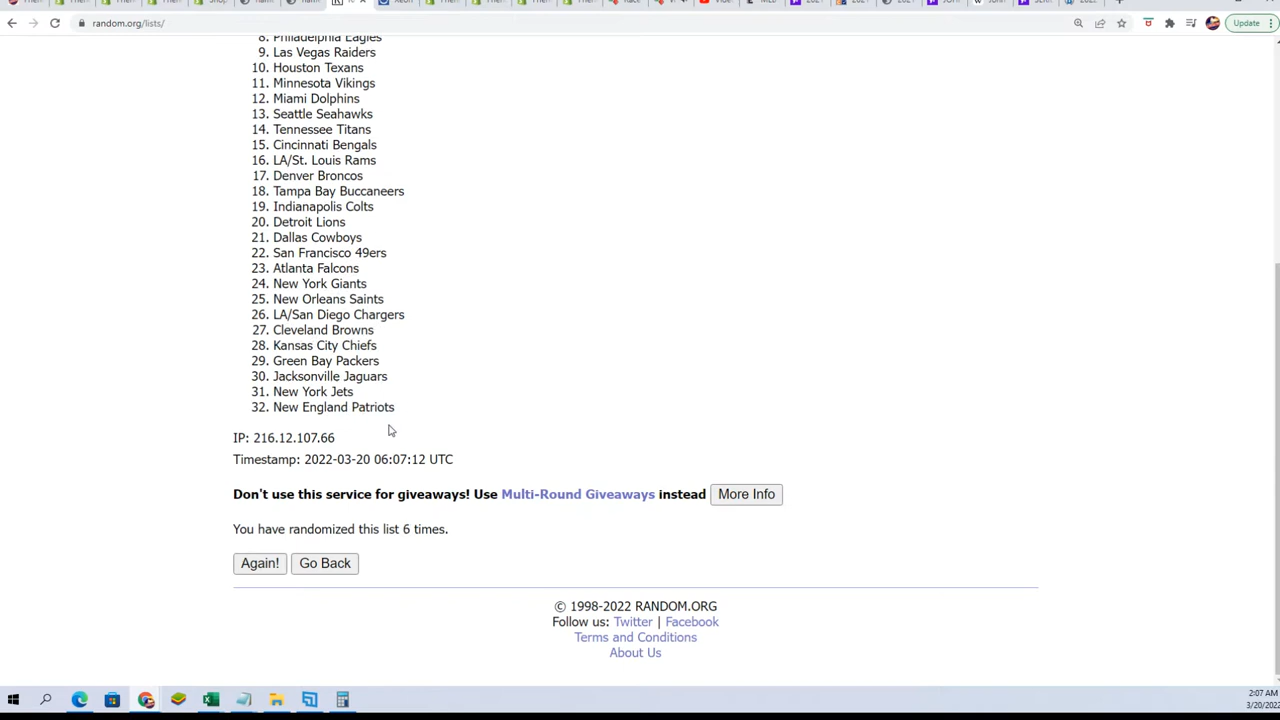 random.org/lists/
Update
8. Philadelphia Eagles
9. Las Vegas Raiders
10. Houston Texans
11. Minnesota Vikings
12. Miami Dolphins
13. Seattle Seahawks
14. Tennessee Titans
15. Cincinnati Bengals
16. LA/St. Louis Rams
17. Denver Broncos
18. Tampa Bay Buccaneers
19. Indianapolis Colts
20. Detroit Lions
21. Dallas Cowboys
22. San Francisco 49ers
23. Atlanta Falcons
24. New York Giants
25. New Orleans Saints
26. LA/San Diego Chargers
27. Cleveland Browns
28. Kansas City Chiefs
29. Green Bay Packers
30. Jacksonville Jaguars
31. New York Jets
32. New England Patriots
IP: 216.12.107.66
Timestamp: 2022-03-20 06:07:12 UTC
Don't use this service for giveaways! Use Multi-Round Giveaways instead More Info
You have randomized this list 6 times.
Again! Go Back
© 1998-2022 RANDOM.ORG
Follow us: Twitter | Facebook
Terms and Conditions
About Us
2:07 AM